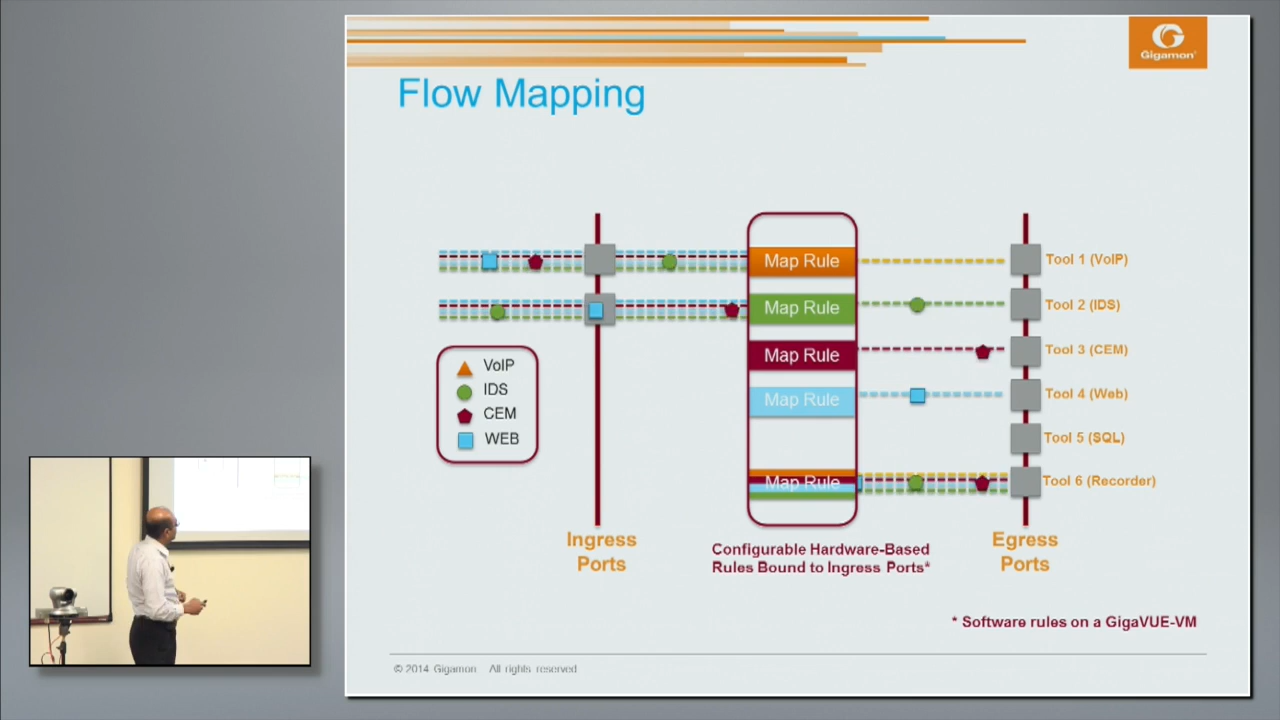 Gigamon
Flow Mapping
Map Rule
Tool 1 (VoIP)
Map Rule
Tool 2 (IDS)
Map Rule
Tool 3 (CEM)
Map Rule
Tool 4 (Web)
Tool 5 (SQL)
Map Rule
Tool 6 (Recorder)
VoIP
IDS
CEM
WEB
Ingress
Ports
Configurable Hardware-Based
Rules Bound to Ingress Ports*
Egress
Ports
* Software rules on a GigaVUE-VM
© 2014 Gigamon All rights reserved